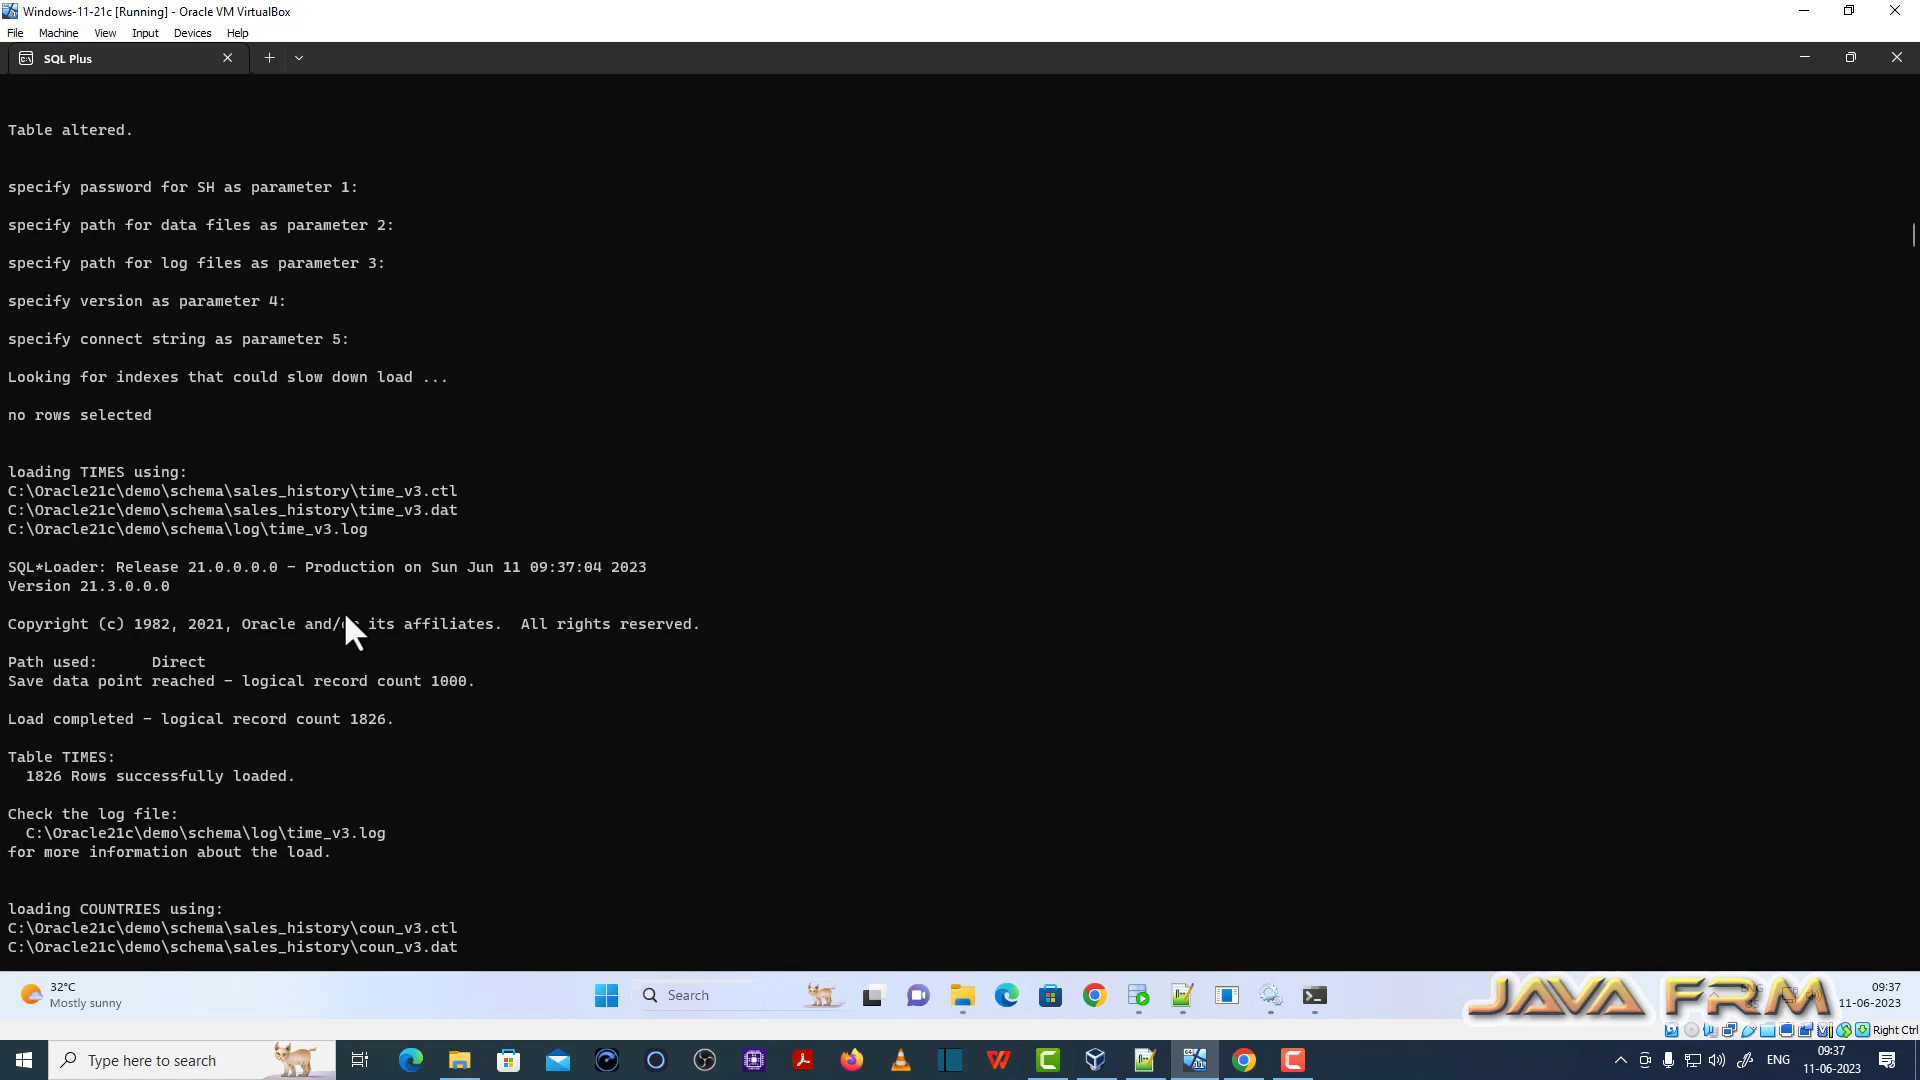 Windows-11-21c [Running] - Oracle VM VirtualBox
File Machine View Input Devices Help
SQL Plus
Table altered.
specify password for SH as parameter 1:
specify path for data files as parameter 2:
specify path for log files as parameter 3:
specify version as parameter 4:
specify connect string as parameter 5:
Looking for indexes that could slow down load ...
no rows selected
loading TIMES using:
C:\Oracle21c\demo\schema\sales_history\time_v3.ctl
C:\Oracle21c\demo\schema\sales_history\time_v3.dat
C:\Oracle21c\demo\schema\log\time_v3.log
SQL*Loader: Release 21.0.0.0.0 - Production on Sun Jun 11 09:37:04 2023
Version 21.3.0.0.0
Copyright (c) 1982, 2021, Oracle and/or its affiliates.  All rights reserved.
Path used:      Direct
Save data point reached - logical record count 1000.
Load completed - logical record count 1826.
Table TIMES:
1826 Rows successfully loaded.
Check the log file:
C:\Oracle21c\demo\schema\log\time_v3.log
for more information about the load.
loading COUNTRIES using:
C:\Oracle21c\demo\schema\sales_history\coun_v3.ctl
C:\Oracle21c\demo\schema\sales_history\coun_v3.dat
32°C
Mostly sunny
Search
JAVA FRM
09:37
11-06-2023
Right Ctrl
Type here to search
ENG
09:37
11-06-2023